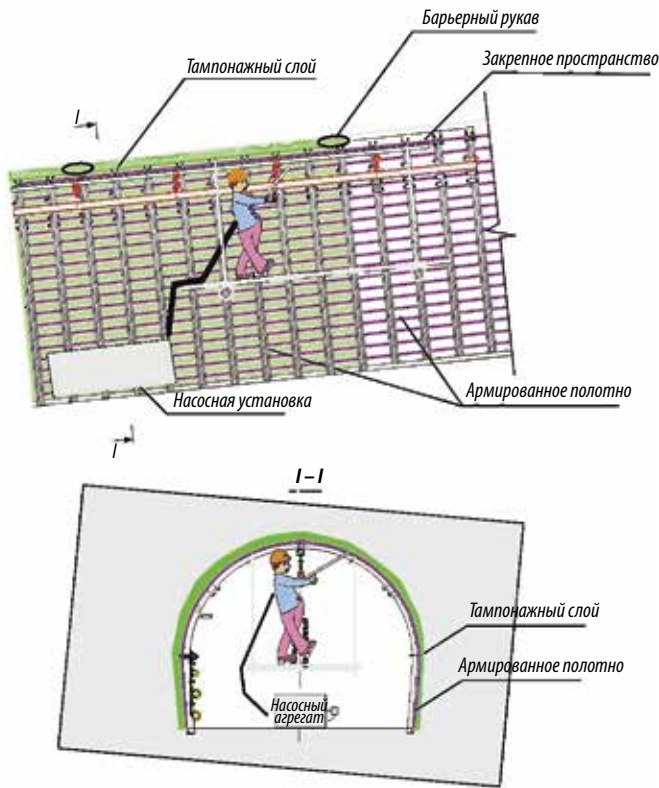 Барьерный рукав
Тампонажный слой
Закрепное пространство
I
Армированное полотно
Насосная установка
I
I–I
Тампонажный слой
Армированное полотно
Насосный
агрегат